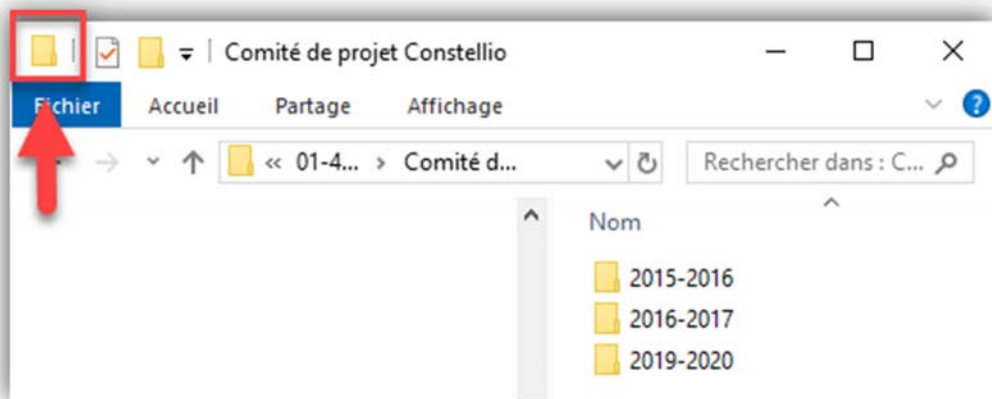 Comité de projet Constellio
Fichier Accueil Partage Affichage
« 01-4... > Comité d... Rechercher dans : C...
Nom
2015-2016
2016-2017
2019-2020